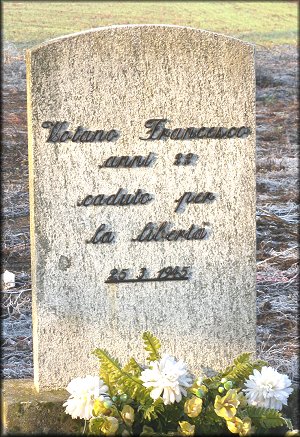 Votano Francesco
anni 22
caduto per
la libertà
25.3.1945